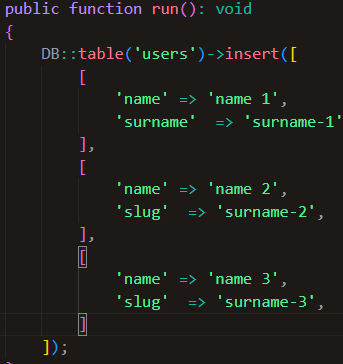 public function run(): void
{
    DB::table('users')->insert([
        [
            'name' => 'name 1',
            'surname'  => 'surname-1'
        ],
        [
            'name' => 'name 2',
            'slug'  => 'surname-2',
        ],
        [
            'name' => 'name 3',
            'slug'  => 'surname-3',
        ]
    ]);
}